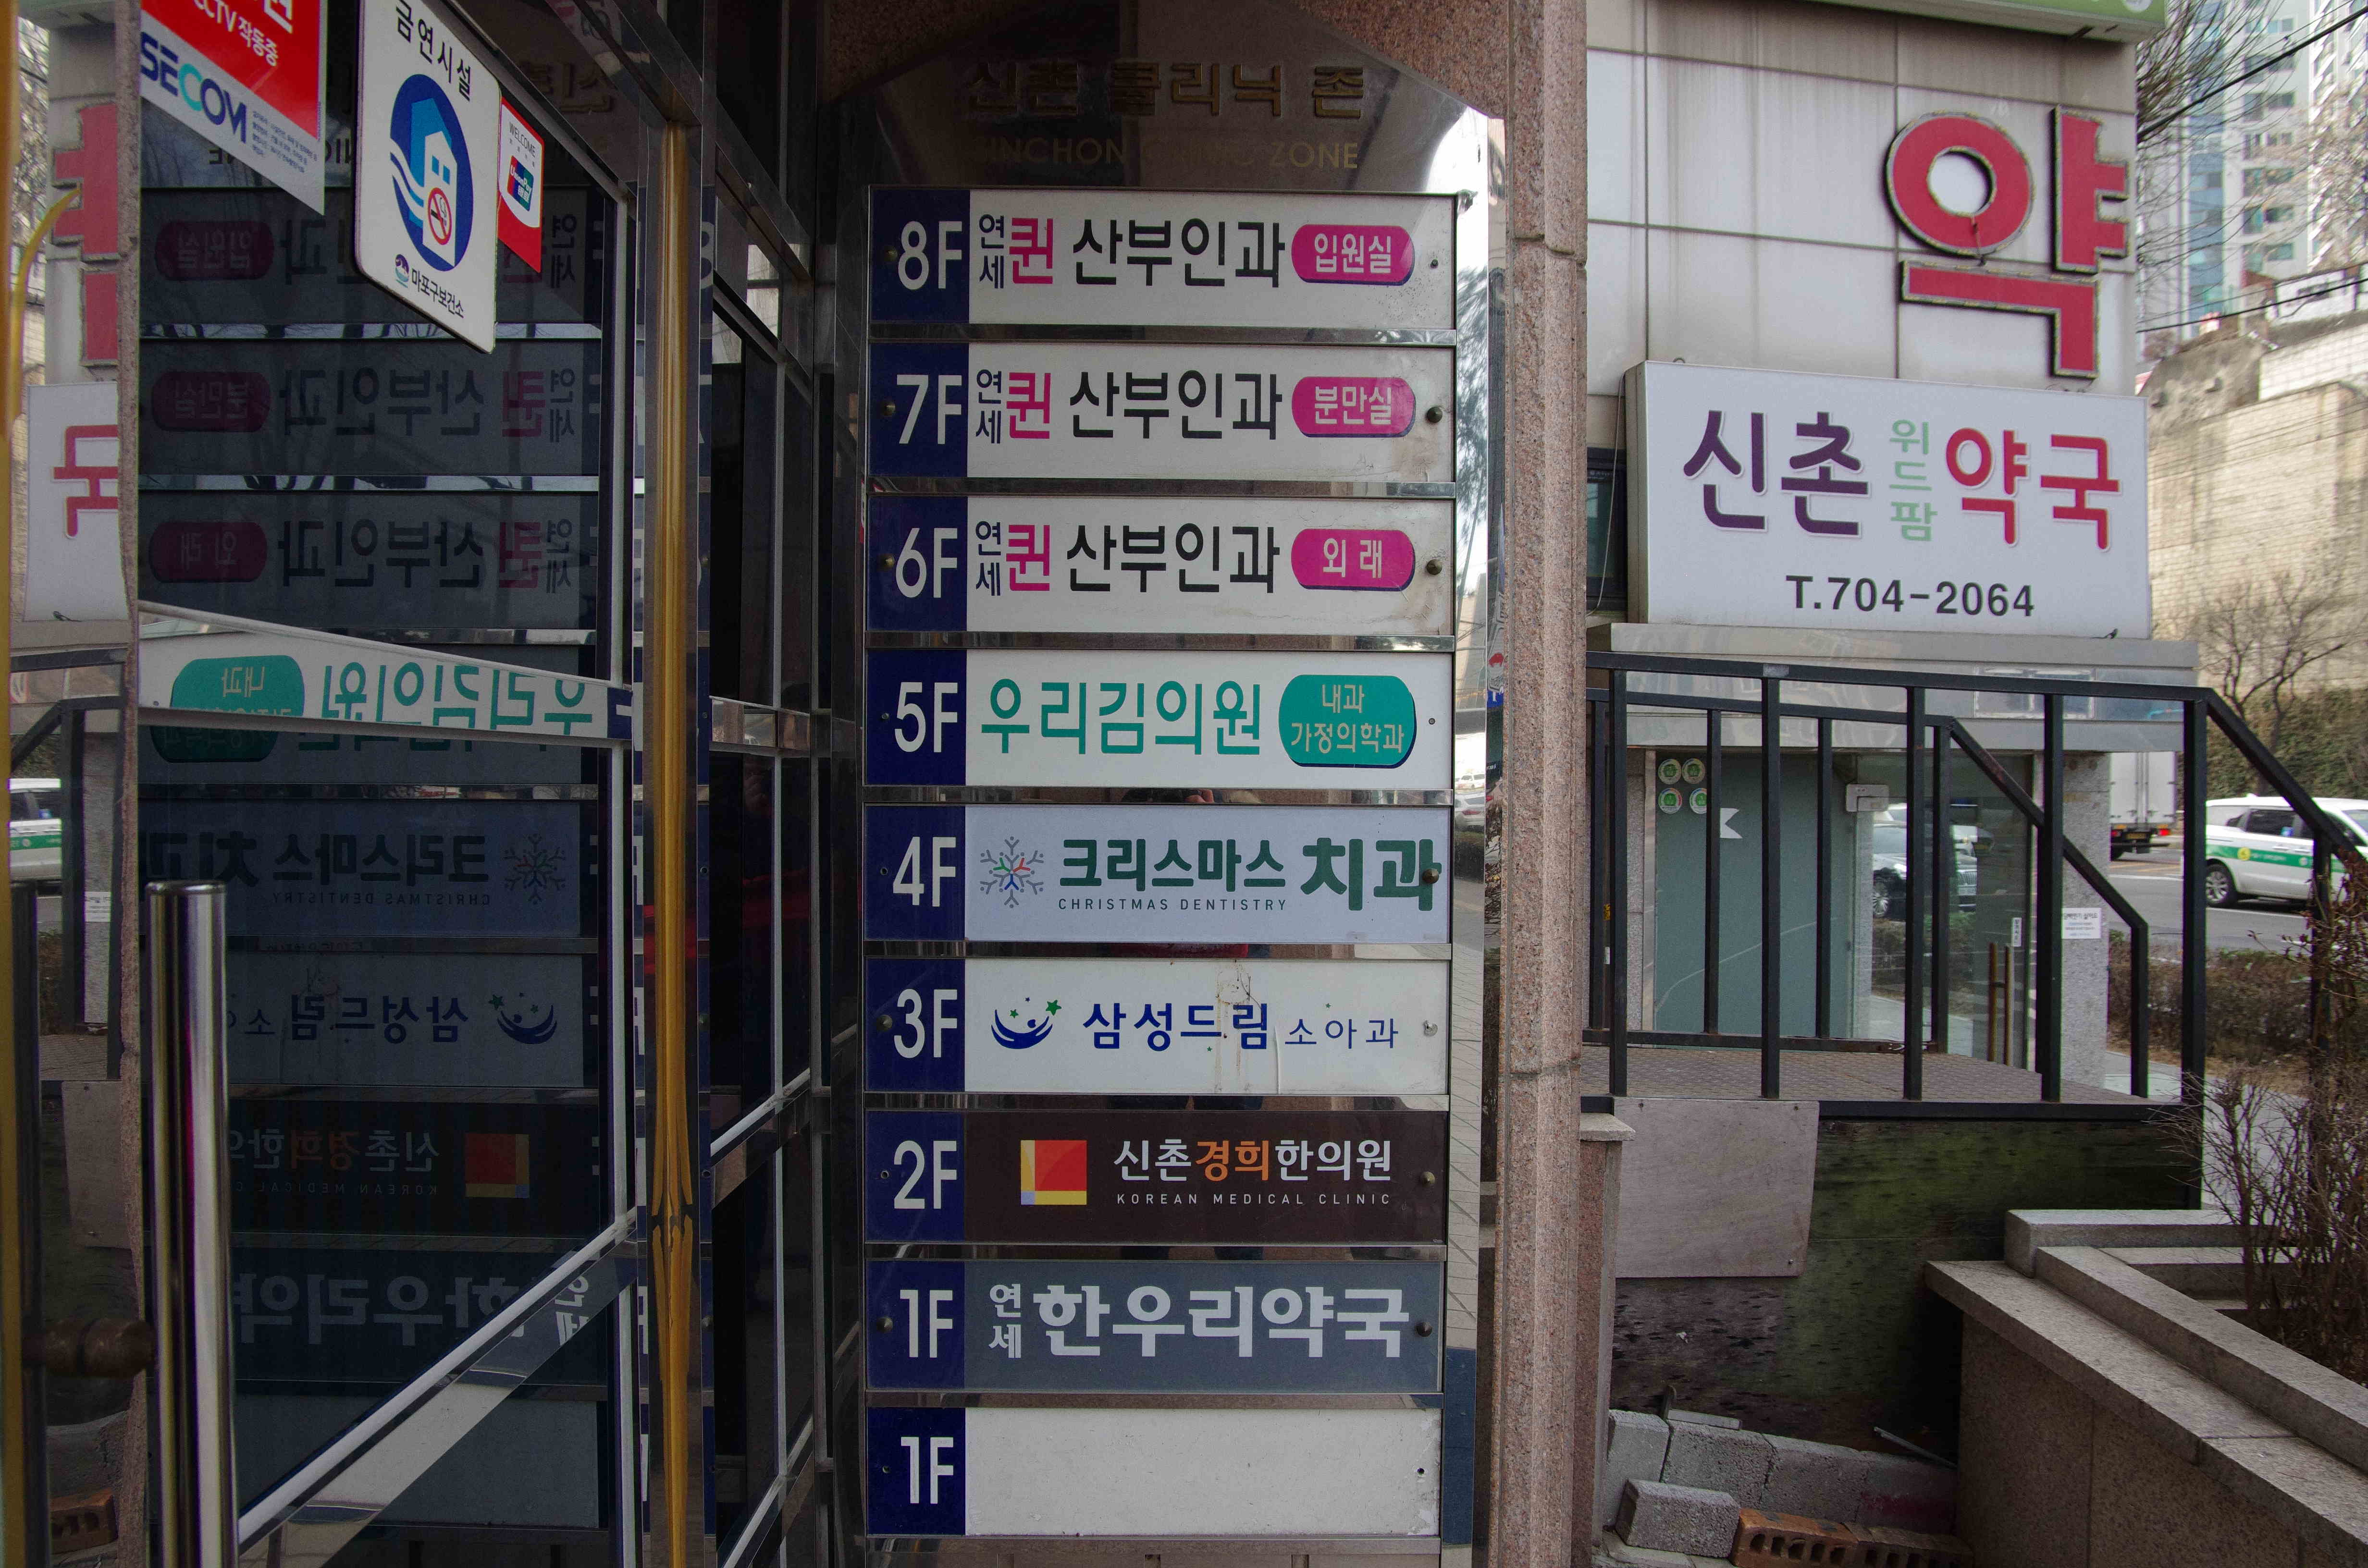 CCTV 작동중
SECOM
금연시설
마포구보건소
WELCOME
신촌 클리닉 존
ZONE
8F 연세퀸 산부인과 입원실
7F 연세퀸 산부인과 분만실
6F 연세퀸 산부인과 외래
5F 우리김의원 내과
가정의학과
4F 크리스마스 치과
CHRISTMAS DENTISTRY
3F 삼성드림 소아과
2F 신촌경희한의원
KOREAN MEDICAL CLINIC
1F 연세 한우리약국
1F
약
신촌 위드팜 약국
T.704-2064